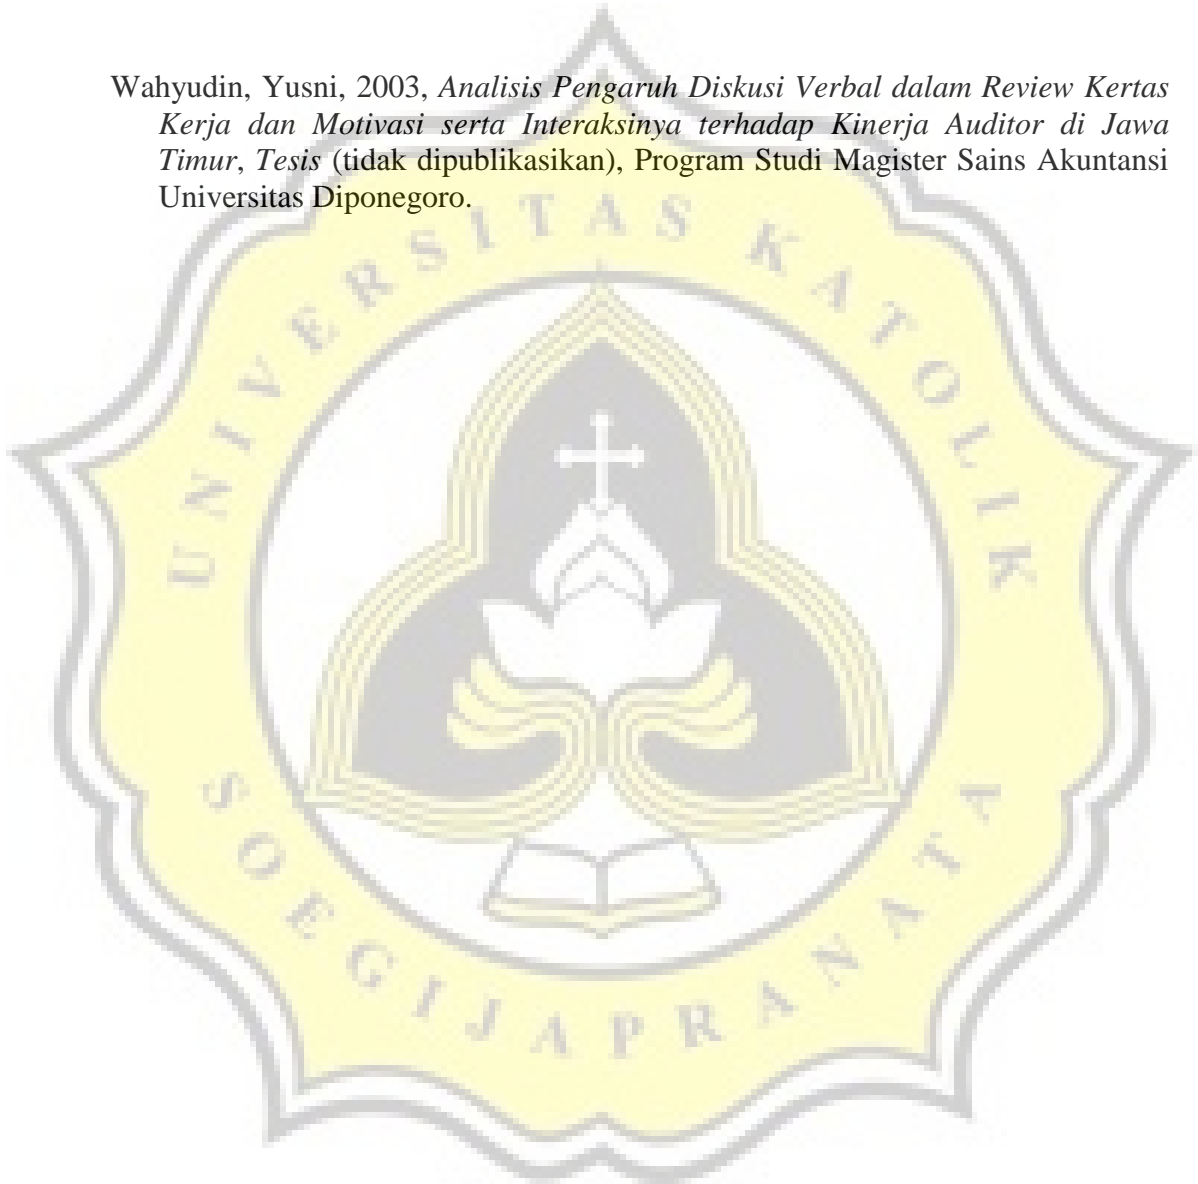 Wahyudin, Yusni, 2003, Analisis Pengaruh Diskusi Verbal dalam Review Kertas
Kerja dan Motivasi serta Interaksinya terhadap Kinerja Auditor di Jawa
Timur, Tesis (tidak dipublikasikan), Program Studi Magister Sains Akuntansi
Universitas Diponegoro.
UNIVERSITAS KATOLIK
SOEGIJAPRANATA